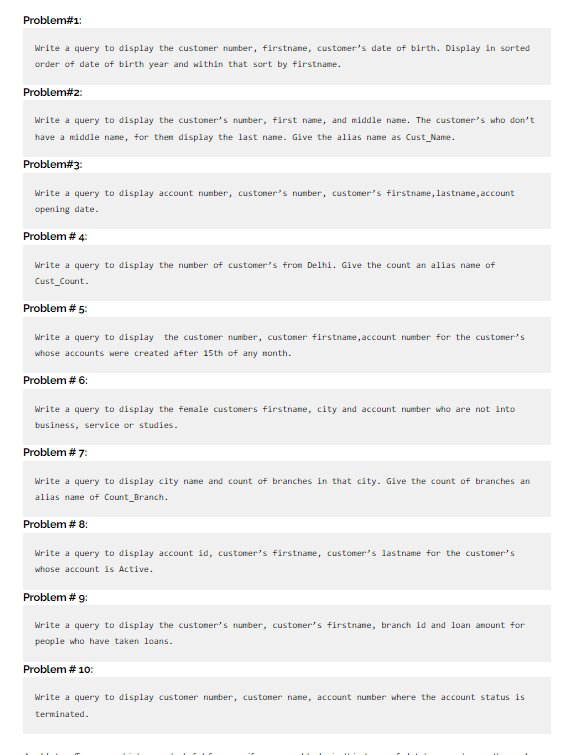 Problem#1:
Write a query to display the customer number, firstname, customer’s date of birth. Display in sorted
order of date of birth year and within that sort by firstname.
Problem#2:
Write a query to display the customer’s number, first name, and middle name. The customer’s who don’t
have a middle name, for them display the last name. Give the alias name as Cust_Name.
Problem#3:
Write a query to display account number, customer’s number, customer’s firstname,lastname,account
opening date.
Problem # 4:
Write a query to display the number of customer’s from Delhi. Give the count an alias name of
Cust_Count.
Problem # 5:
Write a query to display  the customer number, customer firstname,account number for the customer’s
whose accounts were created after 15th of any month.
Problem # 6:
Write a query to display the female customers firstname, city and account number who are not into
business, service or studies.
Problem # 7:
Write a query to display city name and count of branches in that city. Give the count of branches an
alias name of Count_Branch.
Problem # 8:
Write a query to display account id, customer’s firstname, customer’s lastname for the customer’s
whose account is Active.
Problem # 9:
Write a query to display the customer’s number, customer’s firstname, branch id and loan amount for
people who have taken loans.
Problem # 10:
Write a query to display customer number, customer name, account number where the account status is
terminated.